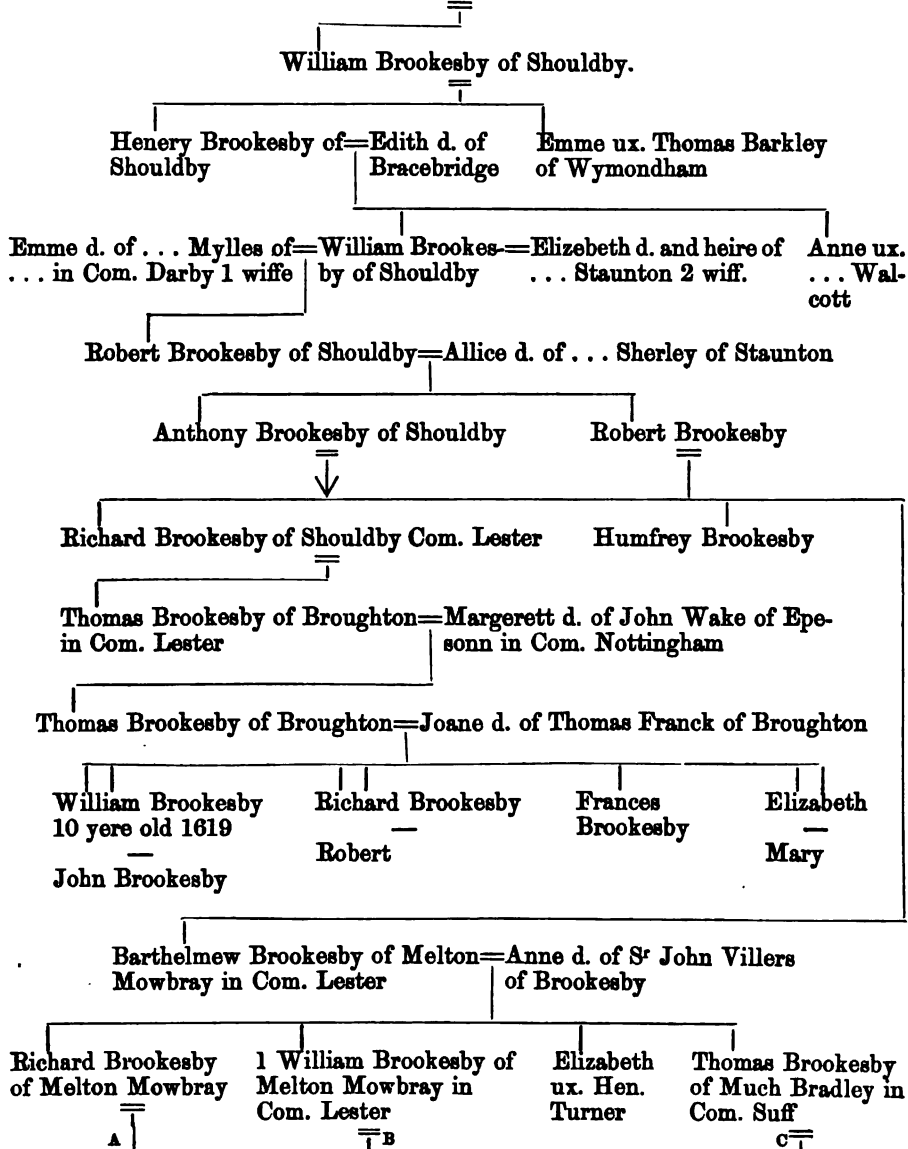 William Brookesby of Shouldby.
Henery Brookesby of=Edith d. of Emme ux. Thomas Barkley
Shouldby Bracebridge of Wymondham
Emme d. of ... Mylles of=William Brookes-=Elizebeth d. and heire of Anne ux.
... in Com. Darby 1 wiffe by of Shouldby ... Staunton 2 wiff. ... Wal-
cott
Robert Brookesby of Shouldby=Allice d. of ... Sherley of Staunton
Anthony Brookesby of Shouldby Robert Brookesby
Richard Brookesby of Shouldby Com. Lester Humfrey Brookesby
Thomas Brookesby of Broughton=Margerett d. of John Wake of Epe-
in Com. Lester sonn in Com. Nottingham
Thomas Brookesby of Broughton=Joane d. of Thomas Franck of Broughton
William Brookesby Richard Brookesby Frances Elizabeth
10 yere old 1619 — Brookesby —
— Robert Mary
John Brookesby
Barthelmew Brookesby of Melton=Anne d. of Sr John Villers
Mowbray in Com. Lester of Brookesby
Richard Brookesby 1 William Brookesby of Elizabeth Thomas Brookesby
of Melton Mowbray Melton Mowbray in ux. Hen. of Much Bradley in
Com. Lester Turner Com. Suff
A B C